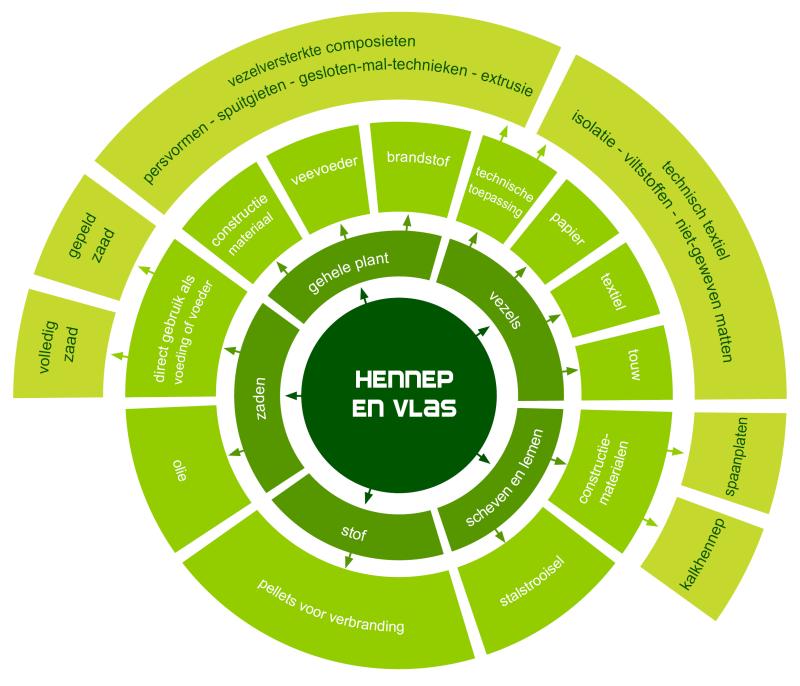 HENNEP
EN VLAS
gehele plant
vezels
scheven en lemen
stof
zaden
constructie
materiaal
veevoeder
brandstof
technische
toepassing
papier
textiel
touw
constructie-
materialen
stalstrooisel
pellets voor verbranding
olie
direct gebruik als
voeding of voeder
vezelversterkte composieten
persvormen - spuitgieten - gesloten-mal-technieken - extrusie
technisch textiel
isolatie - viltstoffen - niet-geweven matten
spaanplaten
kalkhennep
volledig
zaad
gepeld
zaad